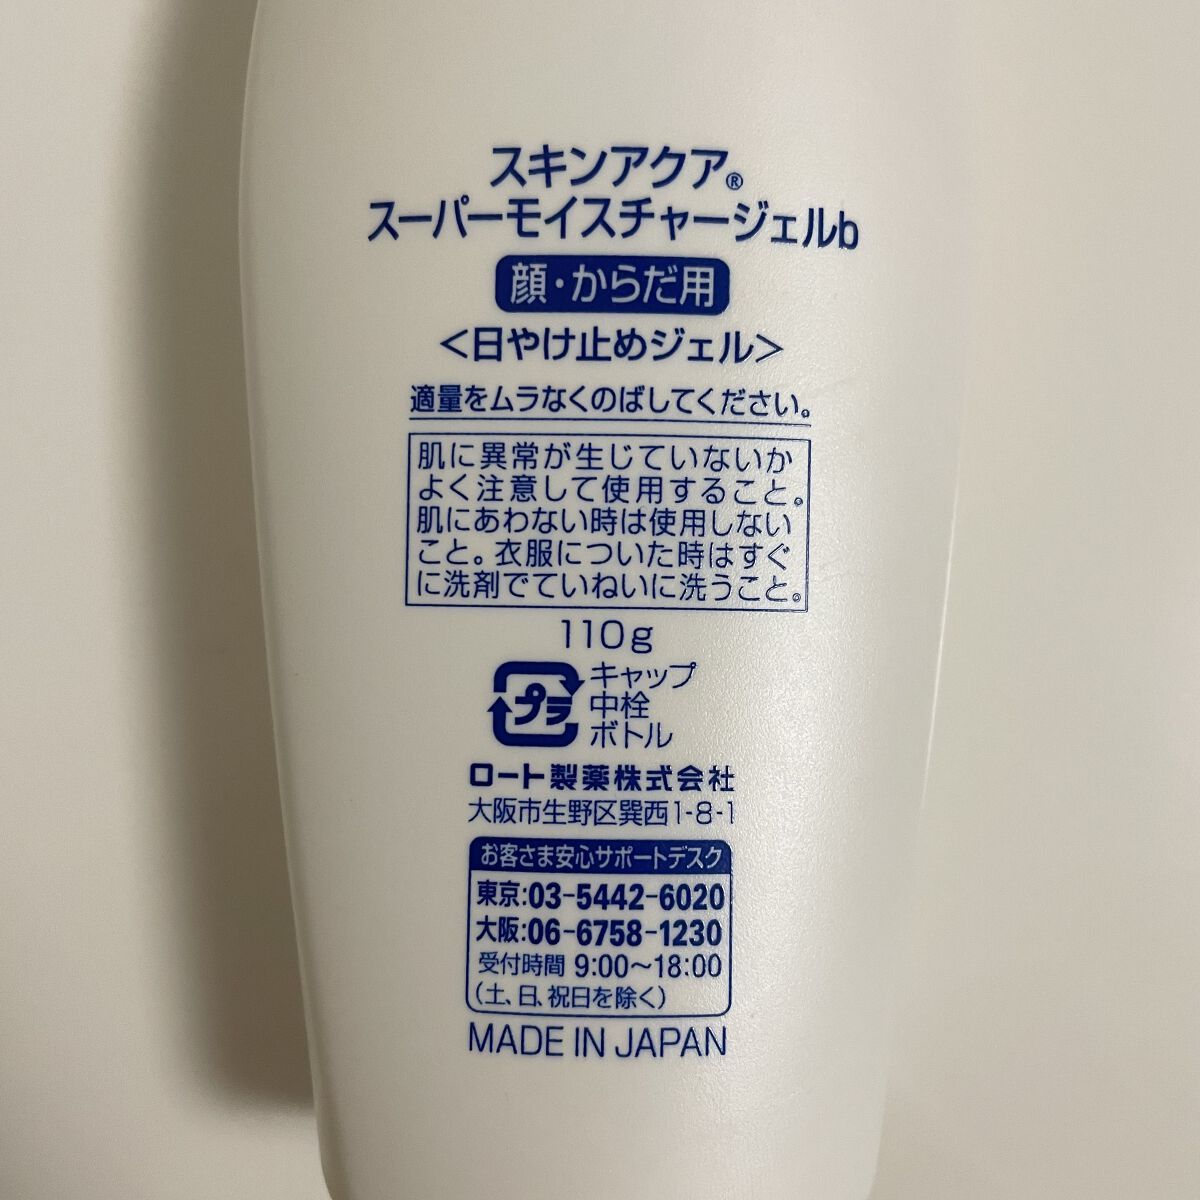 スキンアクア®
スーパーモイスチャージェルb
顔・からだ用
<日やけ止めジェル>
適量をムラなくのばしてください。
肌に異常が生じていないか
よく注意して使用すること。
肌にあわない時は使用しない
こと。衣服についた時はすぐ
に洗剤でていねいに洗うこと。
110g
プラ
キャップ
中栓
ボトル
ロート製薬株式会社
大阪市生野区巽西1-8-1
お客さま安心サポートデスク
東京:03-5442-6020
大阪:06-6758-1230
受付時間 9:00〜18:00
(土、日、祝日を除く)
MADE IN JAPAN